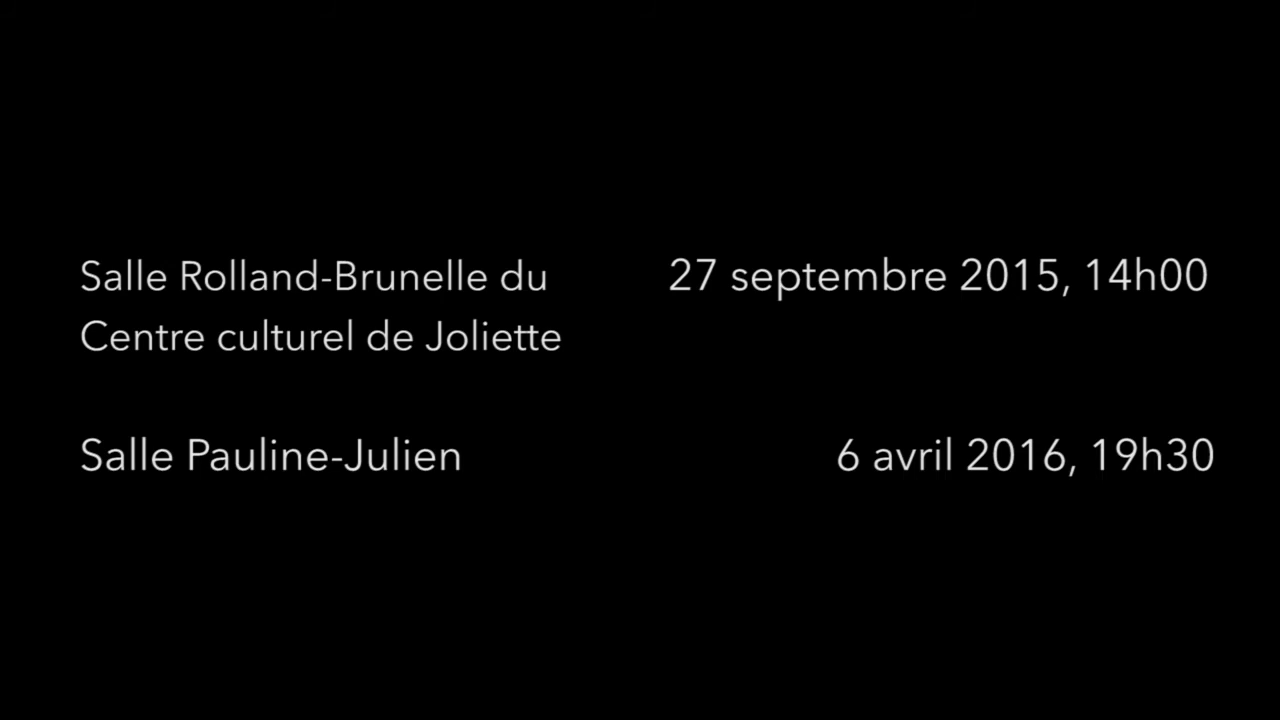 Salle Rolland-Brunelle du 27 septembre 2015, 14h00
Centre culturel de Joliette
Salle Pauline-Julien 6 avril 2016, 19h30